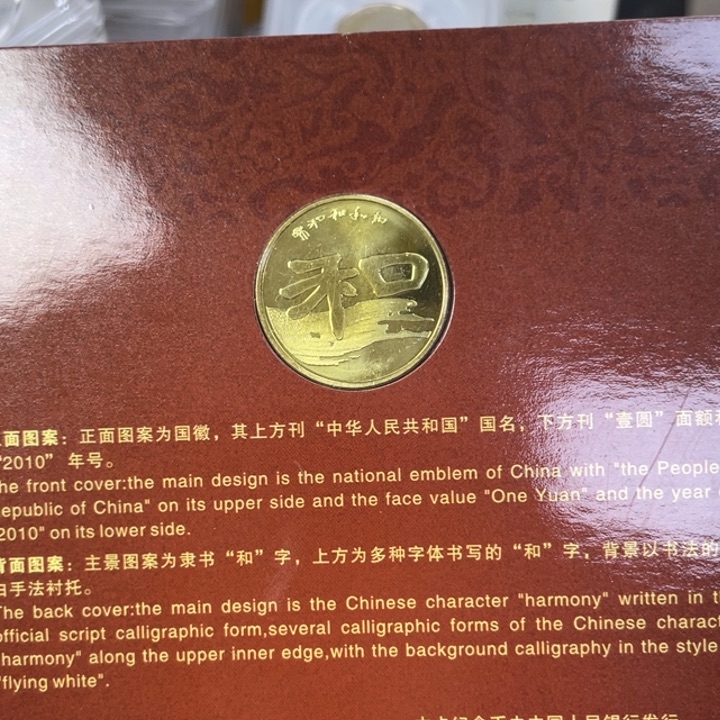 和
面图案：正面图案为国徽，其上方刊“中华人民共和国”国名，下方刊“壹圆”面额
“2010” 年号。
he front cover:the main design is the national emblem of China with "the People
epublic of China" on its upper side and the face value "One Yuan" and the year
2010" on its lower side.
背面图案：主景图案为隶书“和”字，上方为多种字体书写的“和”字，背景以书法的
白手法衬托。
The back cover:the main design is the Chinese character "harmony" written in th
official script calligraphic form,several calligraphic forms of the Chinese charact
harmony" along the upper inner edge,with the background calligraphy in the style
"flying white".